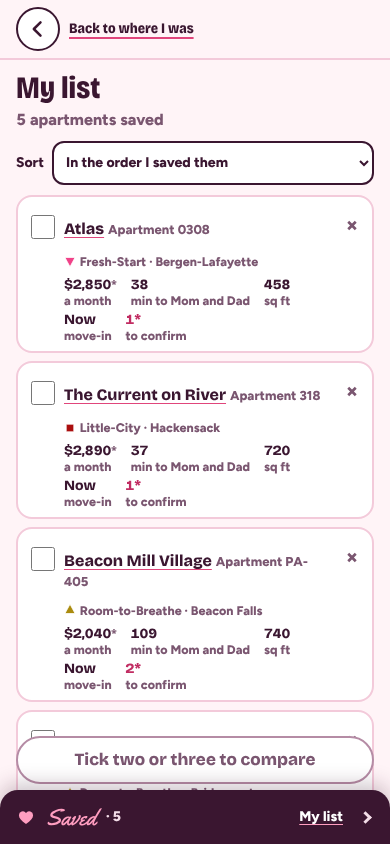 Back to where I was
My list
5 apartments saved
Sort In the order I saved them
Atlas Apartment 0308 ×
▼ Fresh-Start · Bergen-Lafayette
$2,850* 38 458
a month min to Mom and Dad sq ft
Now 1*
move-in to confirm
The Current on River Apartment 318 ×
■ Little-City · Hackensack
$2,890* 37 720
a month min to Mom and Dad sq ft
Now 1*
move-in to confirm
Beacon Mill Village Apartment PA-
405 ×
▲ Room-to-Breathe · Beacon Falls
$2,040* 109 740
a month min to Mom and Dad sq ft
Now 2*
move-in to confirm
Tick two or three to compare
Saved · 5 My list